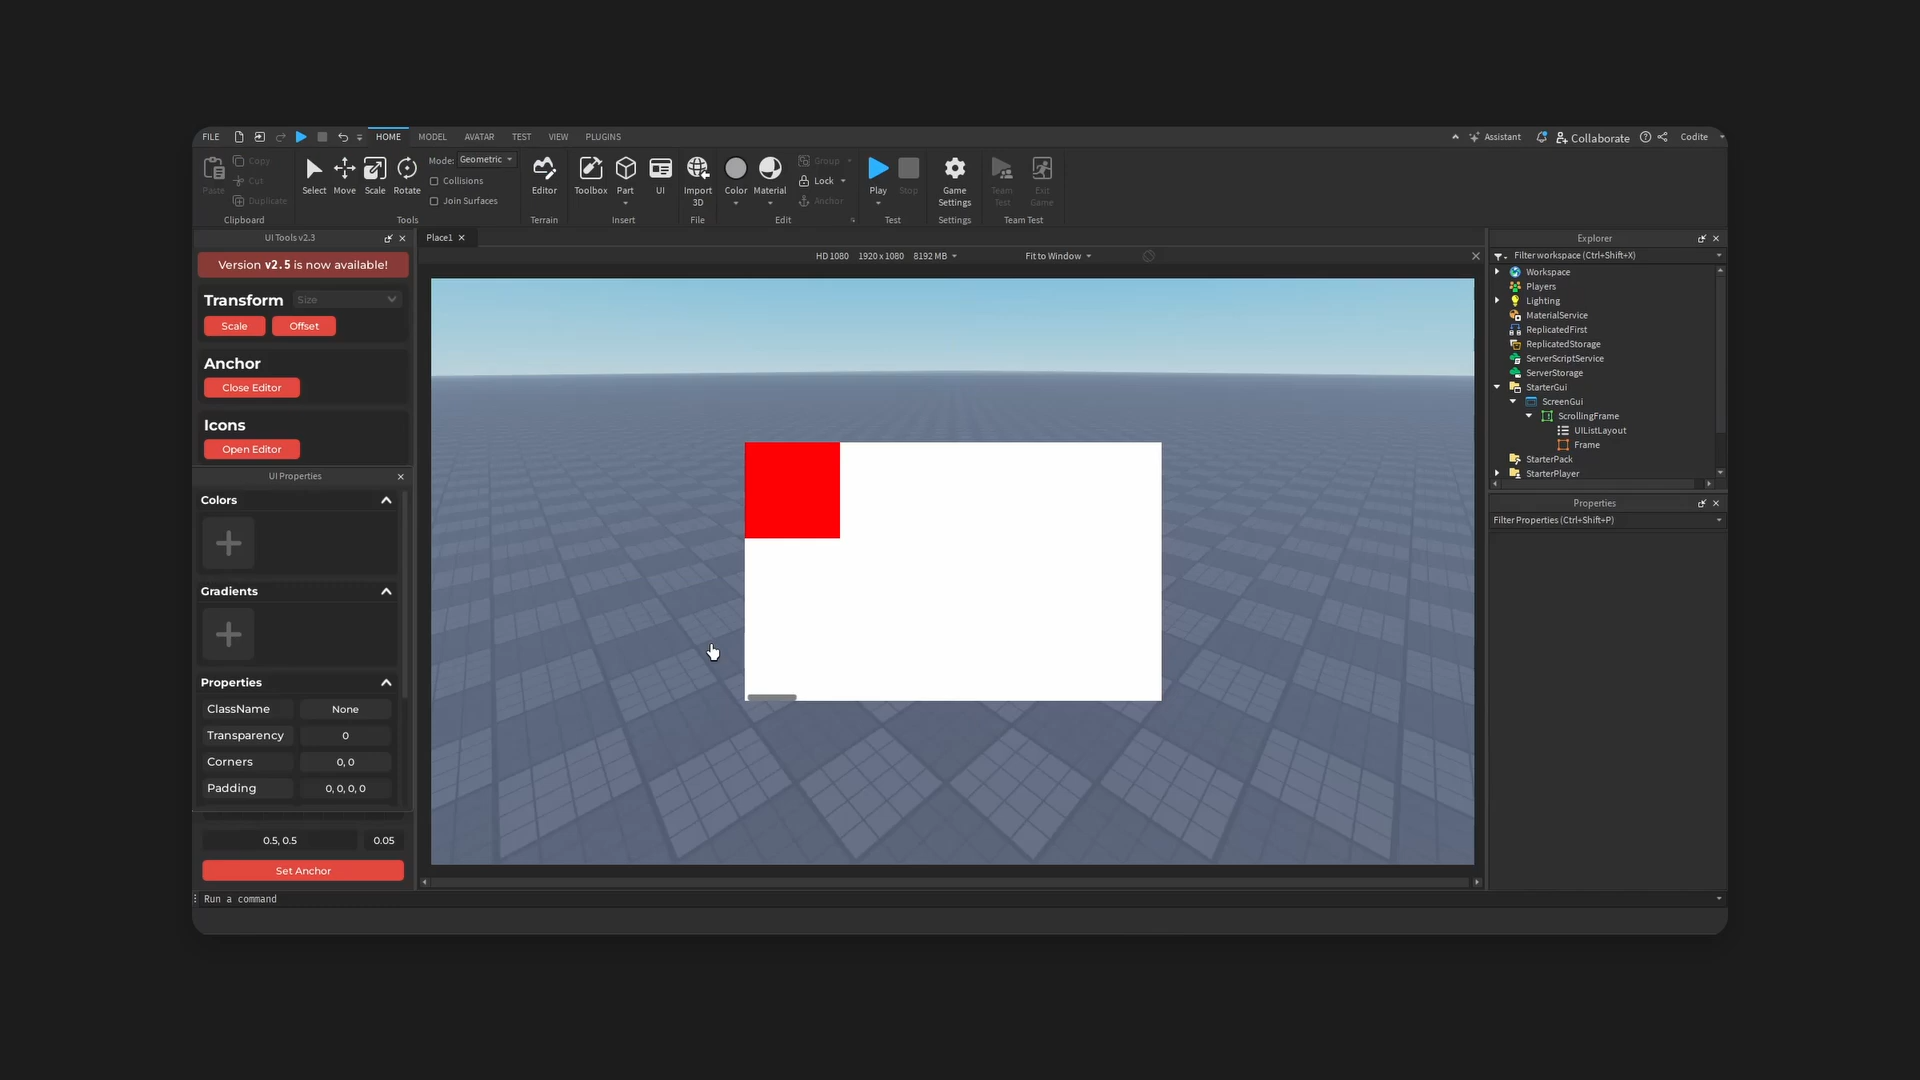 FILE
HOME
MODEL
AVATAR
TEST
VIEW
PLUGINS
Assistant
Collaborate
Codite
Paste
Copy
Cut
Duplicate
Clipboard
Select
Move
Scale
Rotate
Mode: Geometric
Collisions
Join Surfaces
Tools
Editor
Terrain
Toolbox
Part
UI
Insert
Import
3D
File
Color
Material
Group
Lock
Anchor
Edit
Play
Stop
Test
Game
Settings
Settings
Team
Test
Exit
Game
Team Test
UI Tools v2.3
Version v2.5 is now available!
Transform
Size
Scale
Offset
Anchor
Close Editor
Icons
Open Editor
UI Properties
Colors
Gradients
Properties
ClassName
None
Transparency
0
Corners
0, 0
Padding
0, 0, 0, 0
0.5, 0.5
0.05
Set Anchor
Run a command
Place1
HD 1080 1920 x 1080 8192 MB
Fit to Window
Explorer
Filter workspace (Ctrl+Shift+X)
Workspace
Players
Lighting
MaterialService
ReplicatedFirst
ReplicatedStorage
ServerScriptService
ServerStorage
StarterGui
ScreenGui
ScrollingFrame
UIListLayout
Frame
StarterPack
StarterPlayer
Properties
Filter Properties (Ctrl+Shift+P)